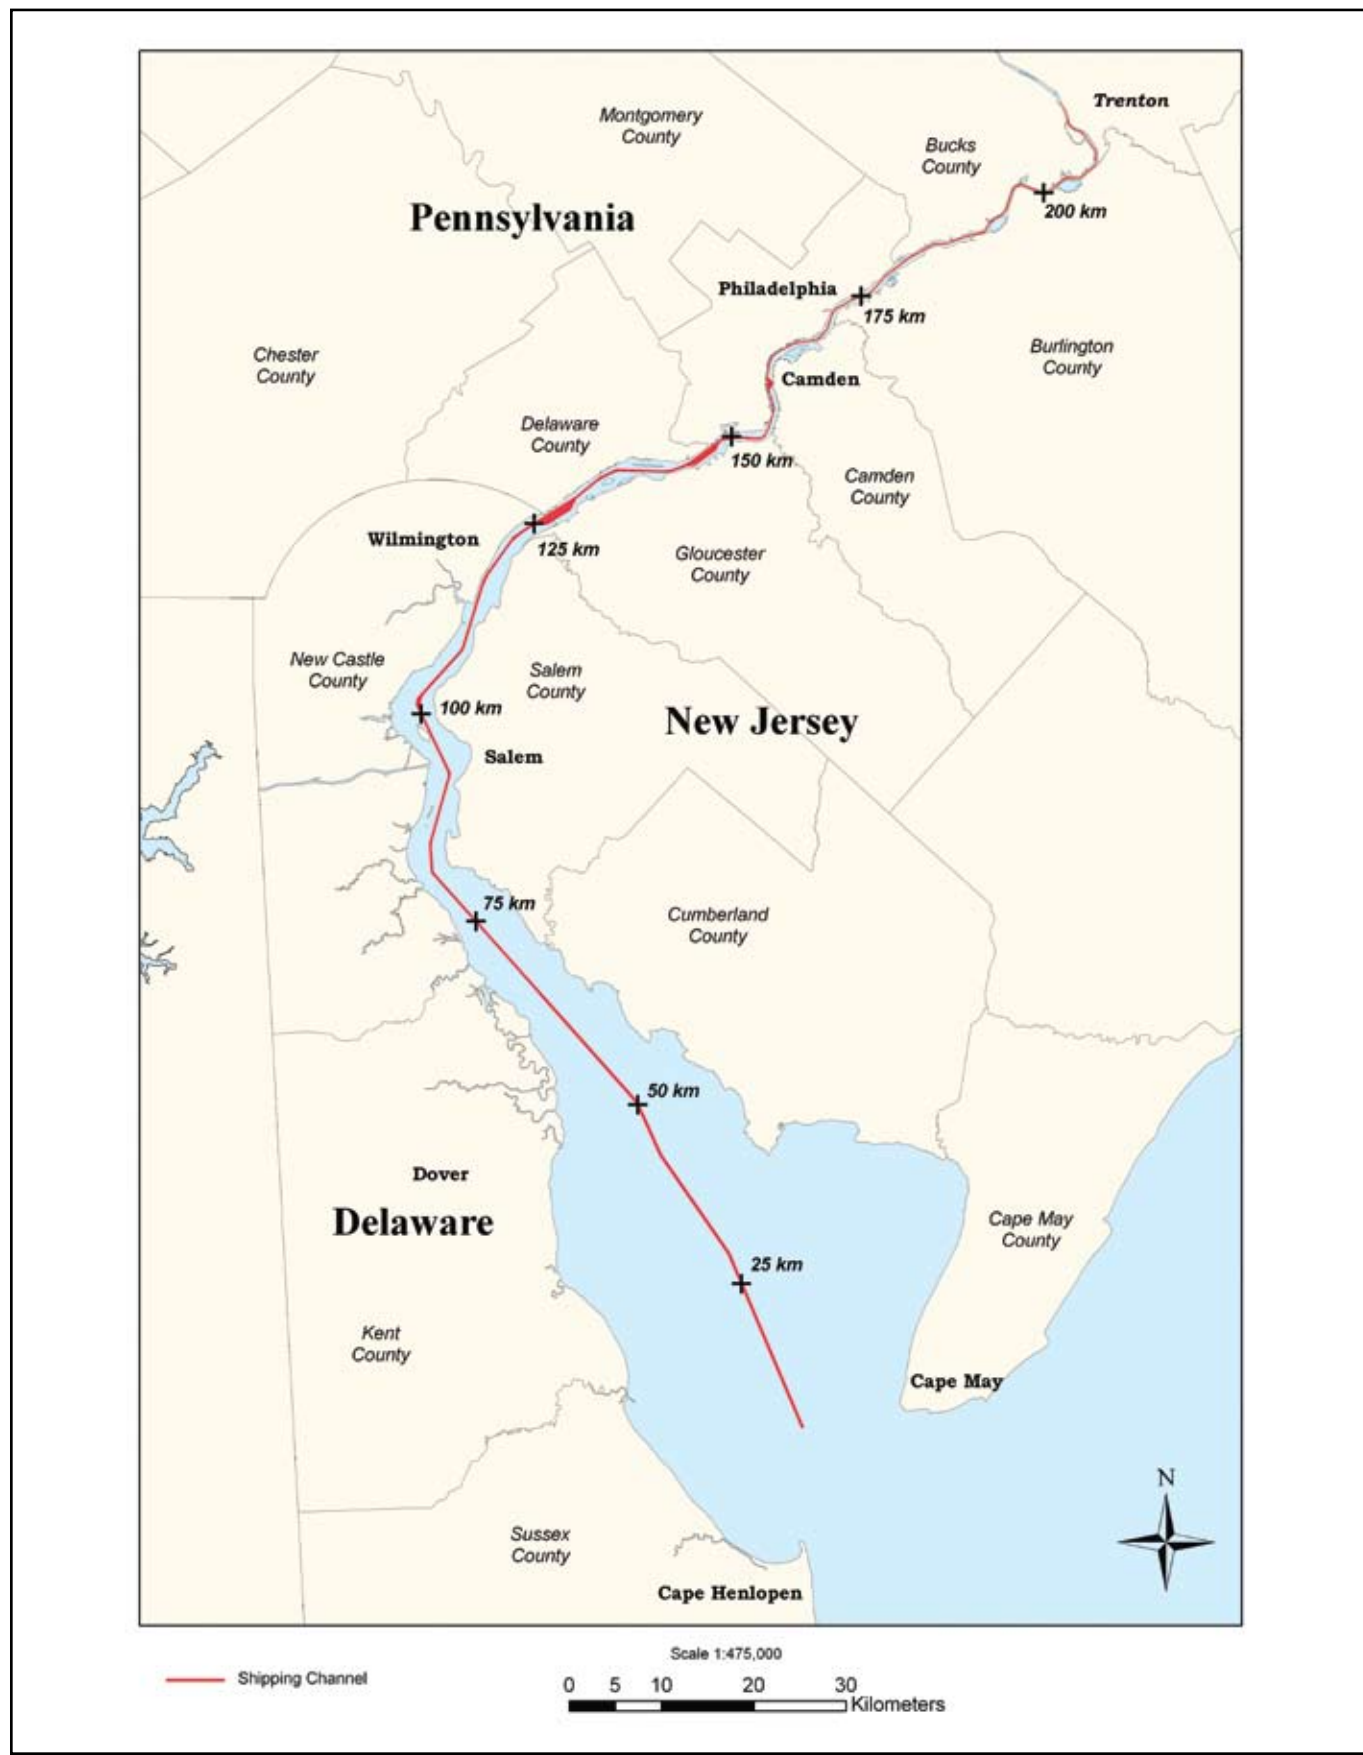 Trenton
Montgomery
County
Bucks
County
Pennsylvania
200 km
Philadelphia
175 km
Chester
County
Burlington
County
Camden
Delaware
County
150 km
Camden
County
Wilmington
125 km
Gloucester
County
New Castle
County
Salem
County
100 km
New Jersey
Salem
75 km
Cumberland
County
50 km
Dover
Delaware
Cape May
County
25 km
Kent
County
Cape May
N
Sussex
County
Cape Henlopen
Scale 1:475,000
Shipping Channel
0 5 10 20 30
Kilometers